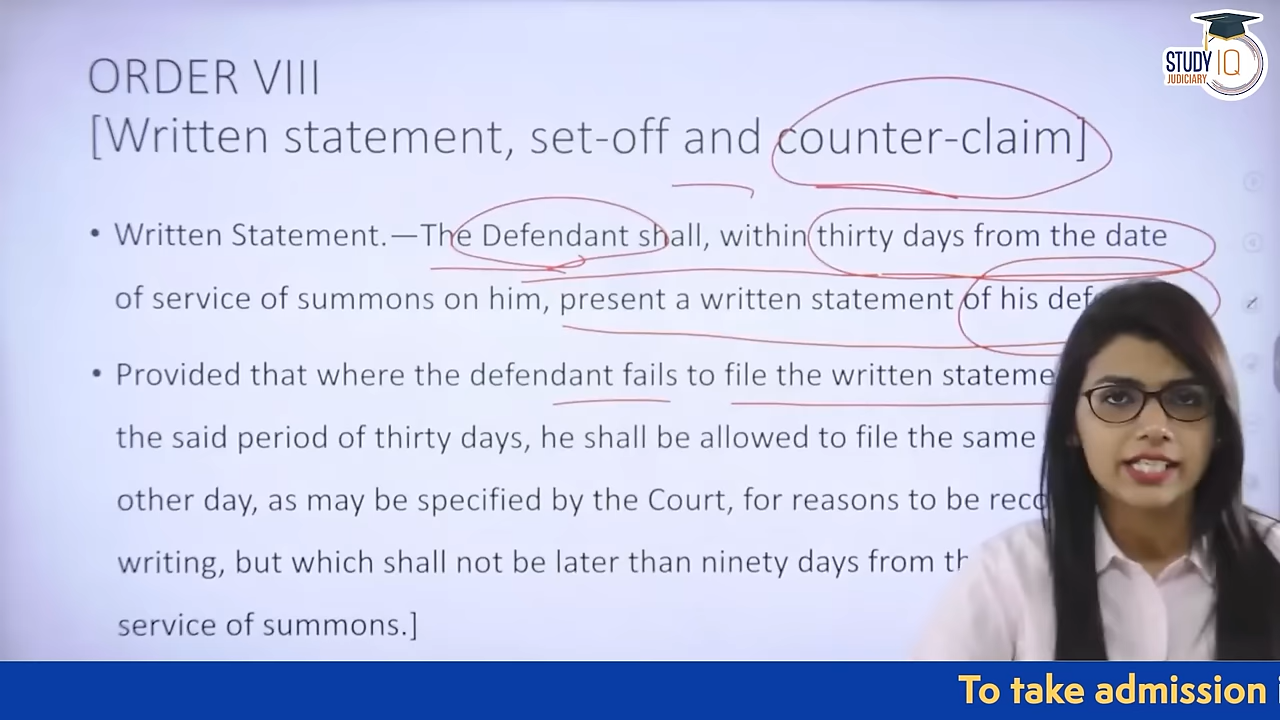 STUDY IQ
JUDICIARY
ORDER VIII
[Written statement, set-off and counter-claim]
• Written Statement.—The Defendant shall, within thirty days from the date
of service of summons on him, present a written statement of his
• Provided that where the defendant fails to file the written
the said period of thirty days, he shall be allowed to file the same
other day, as may be specified by the Court, for reasons to be
writing, but which shall not be later than ninety days from
service of summons.]
To take admission